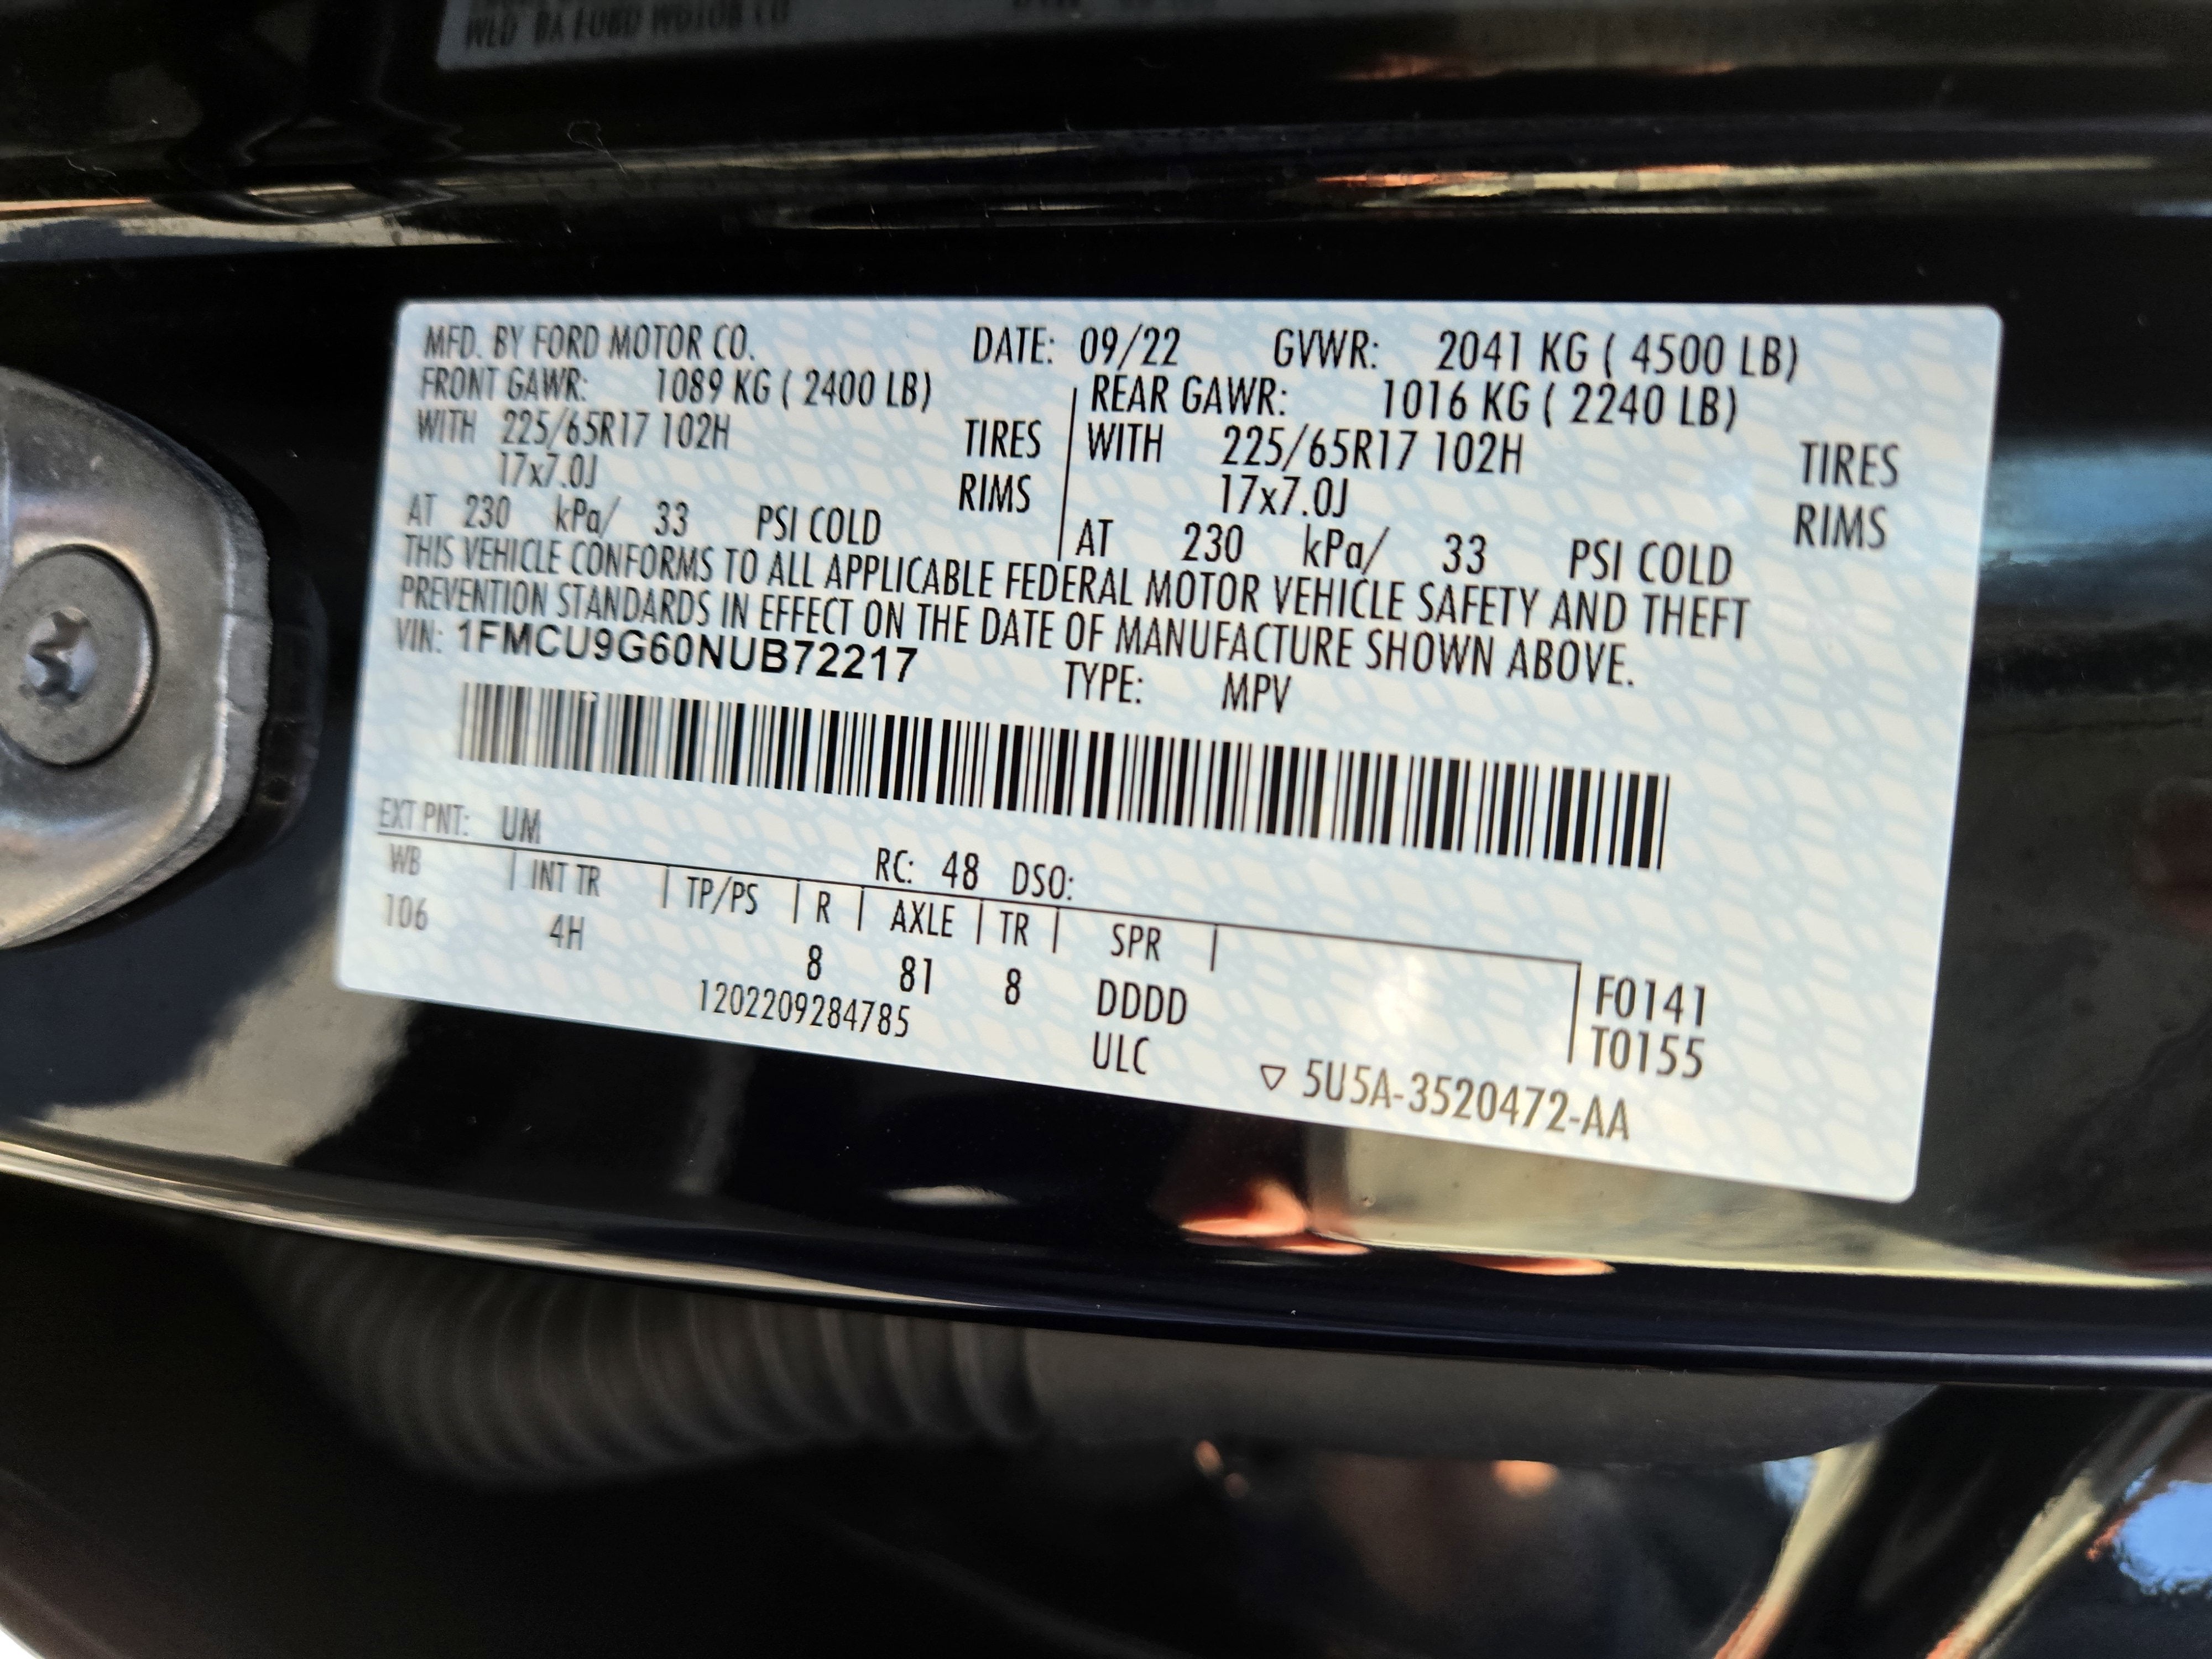 FORD MOTOR CO
MFD. BY FORD MOTOR CO. DATE: 09/22 GVWR: 2041 KG ( 4500 LB)
FRONT GAWR: 1089 KG ( 2400 LB) REAR GAWR: 1016 KG ( 2240 LB)
WITH 225/65R17 102H TIRES WITH 225/65R17 102H TIRES
17x7.0J RIMS 17x7.0J RIMS
AT 230 kPa/ 33 PSI COLD AT 230 kPa/ 33 PSI COLD
THIS VEHICLE CONFORMS TO ALL APPLICABLE FEDERAL MOTOR VEHICLE SAFETY AND THEFT
PREVENTION STANDARDS IN EFFECT ON THE DATE OF MANUFACTURE SHOWN ABOVE.
VIN: 1FMCU9G60NUB72217 TYPE: MPV
EXT PNT: UM RC: 48 DSO:
WB INT TR TP/PS R AXLE TR SPR
106 4H 8 81 8 DDDD F0141
1202209284785 ULC T0155
▽ 5U5A-3520472-AA